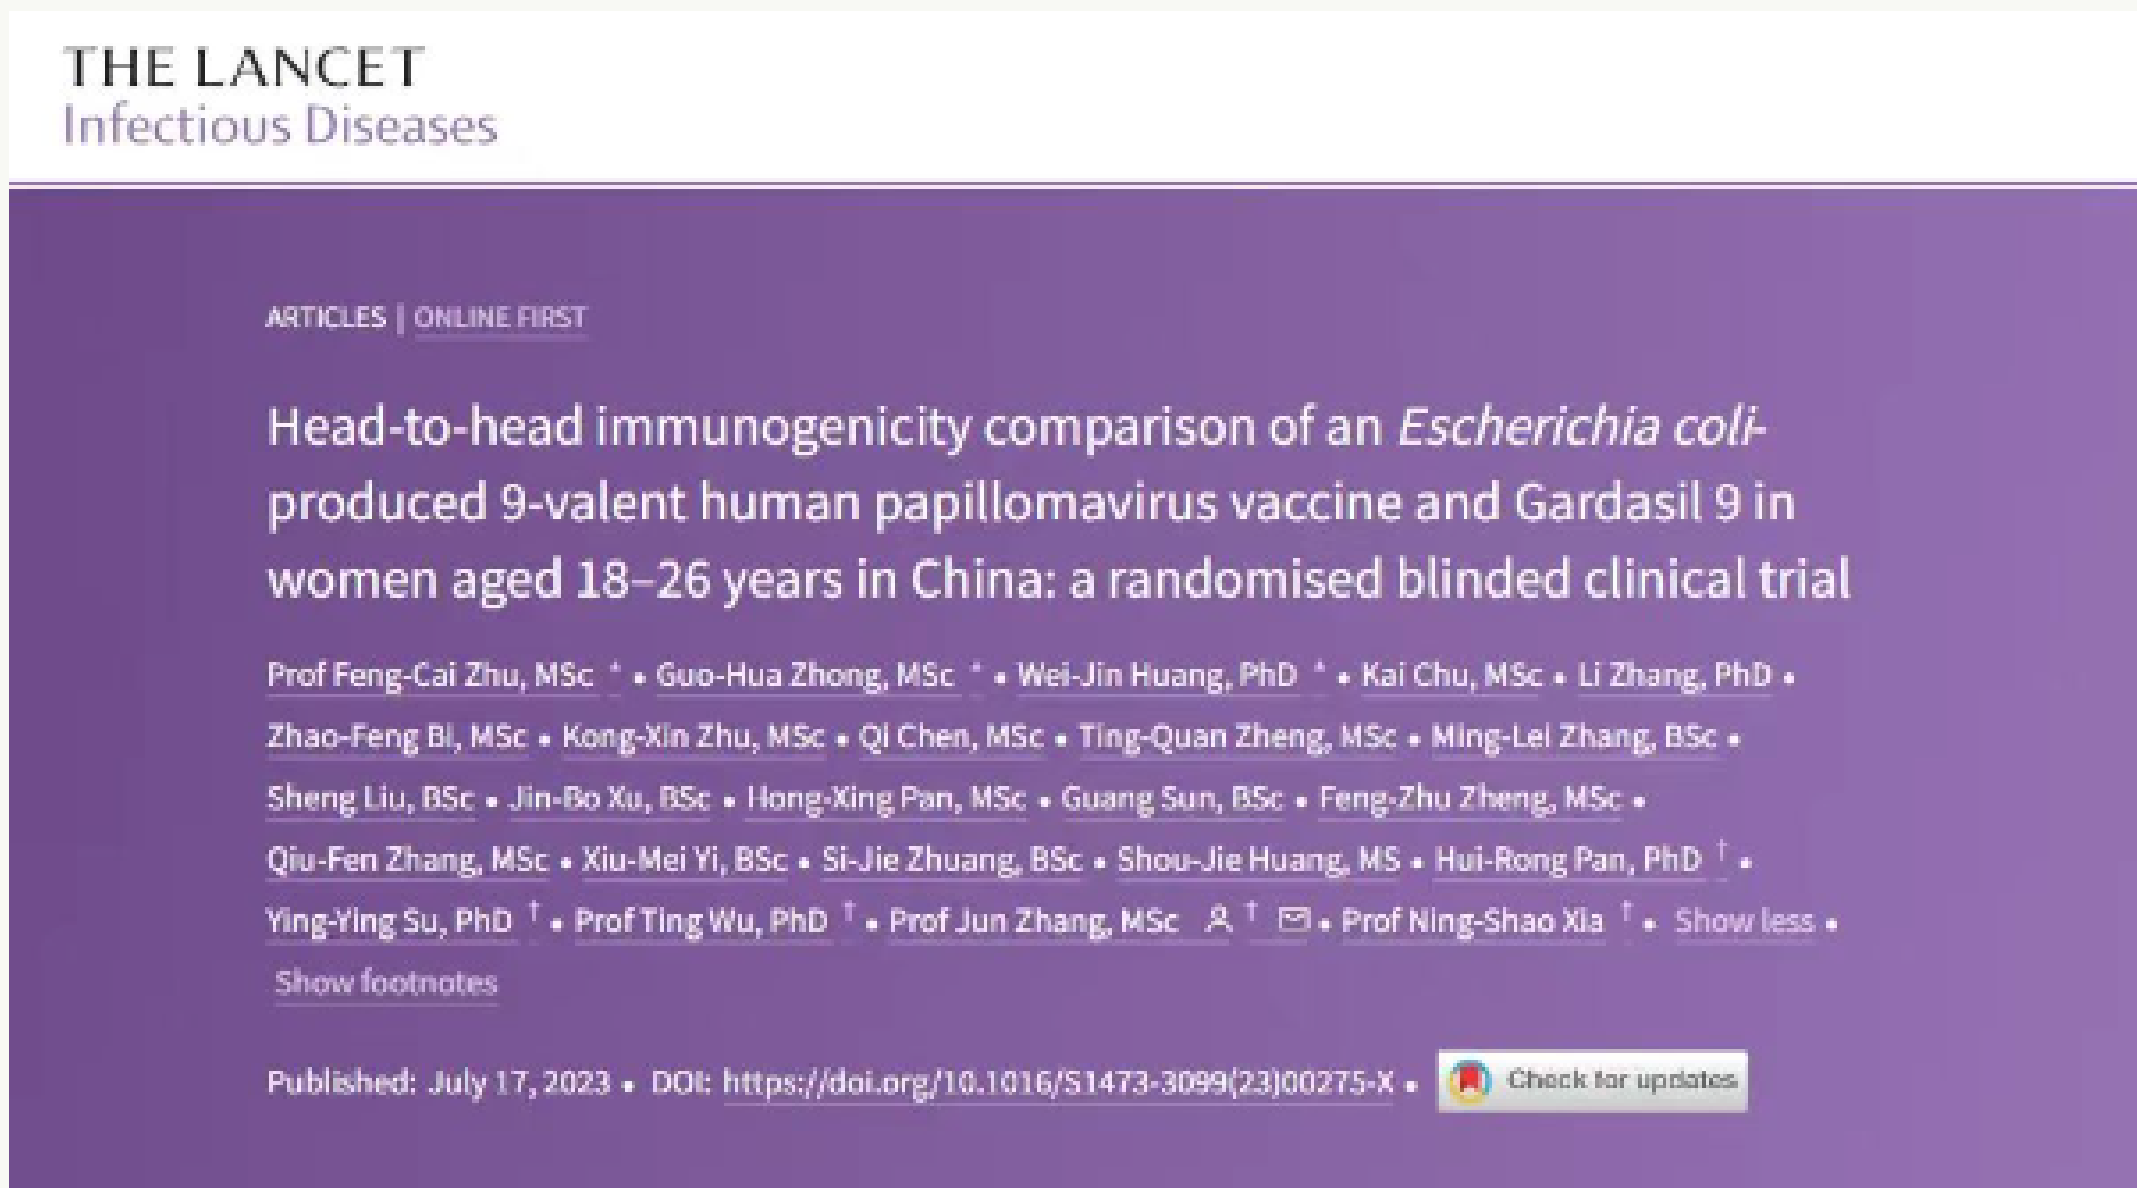 THE LANCET
Infectious Diseases
ARTICLES | ONLINE FIRST
Head-to-head immunogenicity comparison of an Escherichia coli-
produced 9-valent human papillomavirus vaccine and Gardasil 9 in
women aged 18–26 years in China: a randomised blinded clinical trial
Prof Feng-Cai Zhu, MSc * • Guo-Hua Zhong, MSc * • Wei-Jin Huang, PhD * • Kai Chu, MSc • Li Zhang, PhD •
Zhao-Feng Bi, MSc • Kong-Xin Zhu, MSc • Qi Chen, MSc • Ting-Quan Zheng, MSc • Ming-Lei Zhang, BSc •
Sheng Liu, BSc • Jin-Bo Xu, BSc • Hong-Xing Pan, MSc • Guang Sun, BSc • Feng-Zhu Zheng, MSc •
Qiu-Fen Zhang, MSc • Xiu-Mei Yi, BSc • Si-Jie Zhuang, BSc • Shou-Jie Huang, MS • Hui-Rong Pan, PhD † •
Ying-Ying Su, PhD † • Prof Ting Wu, PhD † • Prof Jun Zhang, MSc † • Prof Ning-Shao Xia † • Show less •
Show footnotes
Published: July 17, 2023 • DOI: https://doi.org/10.1016/S1473-3099(23)00275-X • Check for updates